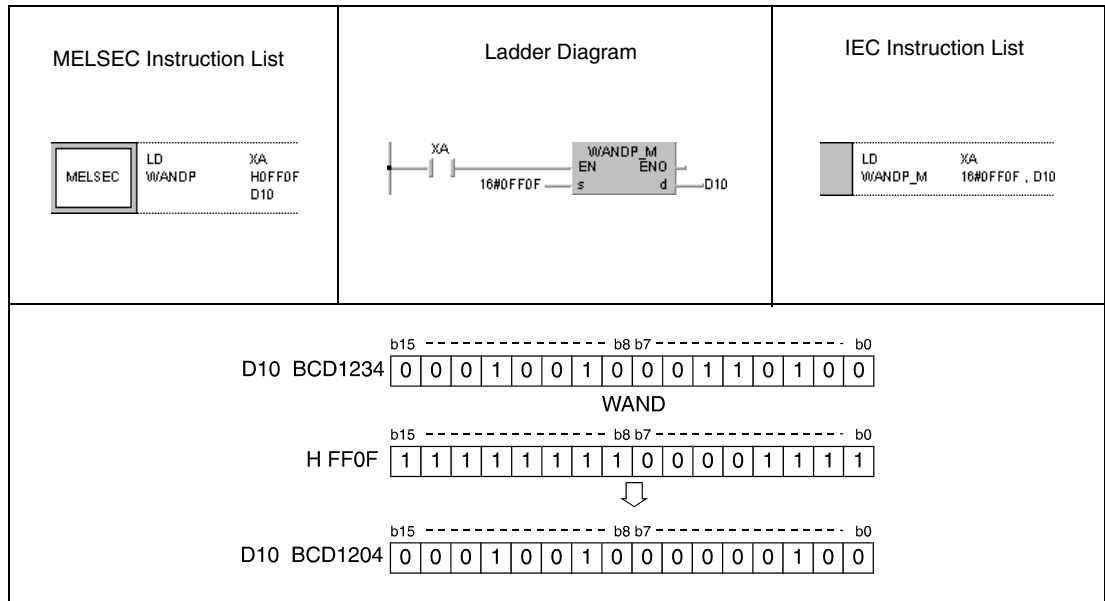 MELSEC Instruction List
MELSEC
LD XA
WANDP H0FF0F
D10
Ladder Diagram
XA
WANDP_M
EN ENO
16#0FF0F s d D10
IEC Instruction List
LD XA
WANDP_M 16#0FF0F , D10
b15 b8 b7 b0
D10 BCD1234 0 0 0 1 0 0 1 0 0 0 1 1 0 1 0 0
WAND
b15 b8 b7 b0
H FF0F 1 1 1 1 1 1 1 1 0 0 0 0 1 1 1 1
b15 b8 b7 b0
D10 BCD1204 0 0 0 1 0 0 1 0 0 0 0 0 0 1 0 0